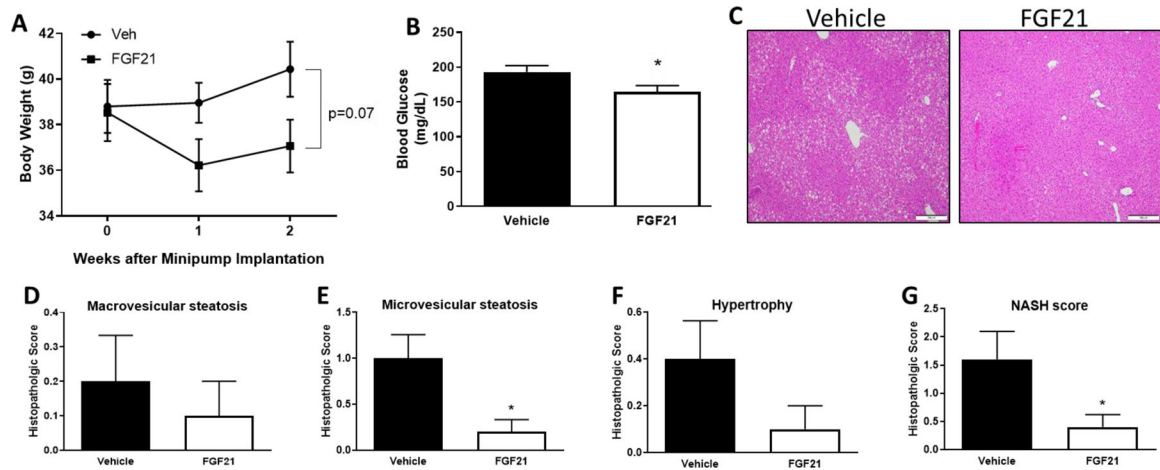 A
Veh
FGF21
Body Weight (g)
42
40
38
36
34
p=0.07
0
1
2
Weeks after Minipump Implantation
B
Blood Glucose
(mg/dL)
250
200
150
100
50
0
*
Vehicle
FGF21
C
Vehicle
FGF21
D
Macrovesicular steatosis
Histopatholgic Score
0.4
0.3
0.2
0.1
0.0
Vehicle
FGF21
E
Microvesicular steatosis
Histopatholgic Score
1.5
1.0
0.5
0.0
*
Vehicle
FGF21
F
Hypertrophy
Histopatholgic Score
0.6
0.4
0.2
0.0
Vehicle
FGF21
G
NASH score
Histopatholgic Score
2.5
2.0
1.5
1.0
0.5
0.0
*
Vehicle
FGF21